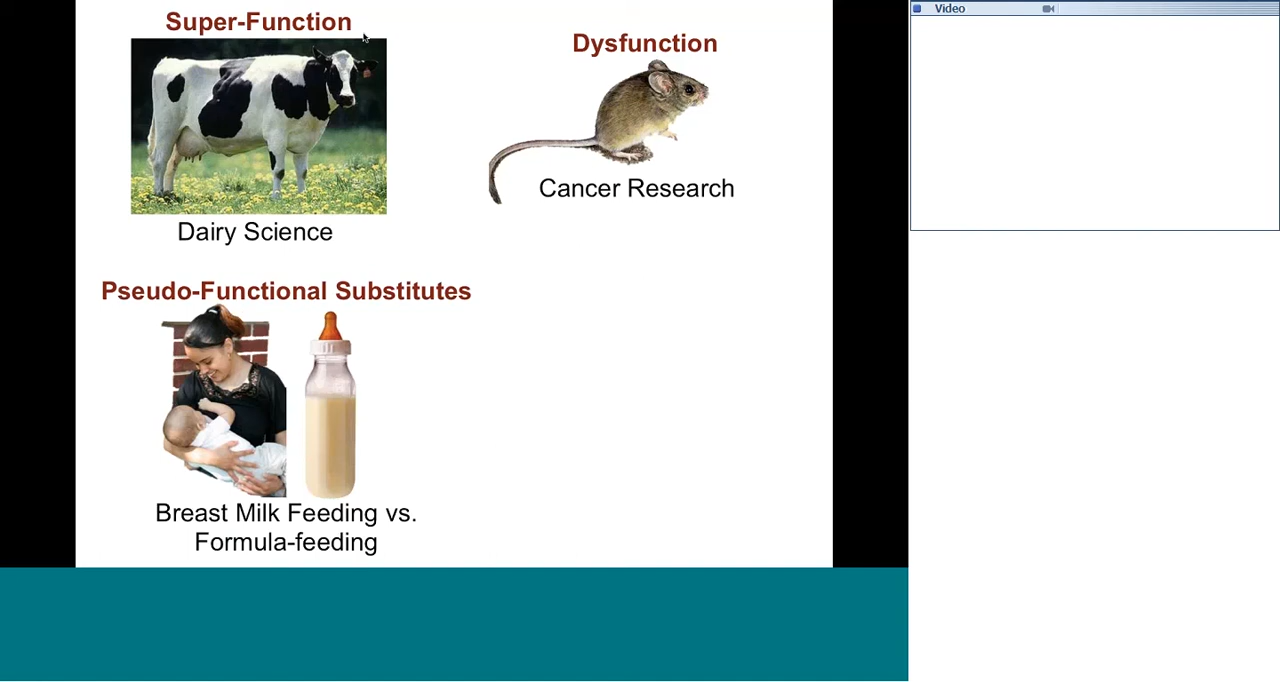 Super-Function
Dysfunction
Cancer Research
Dairy Science
Pseudo-Functional Substitutes
Breast Milk Feeding vs.
Formula-feeding
Video